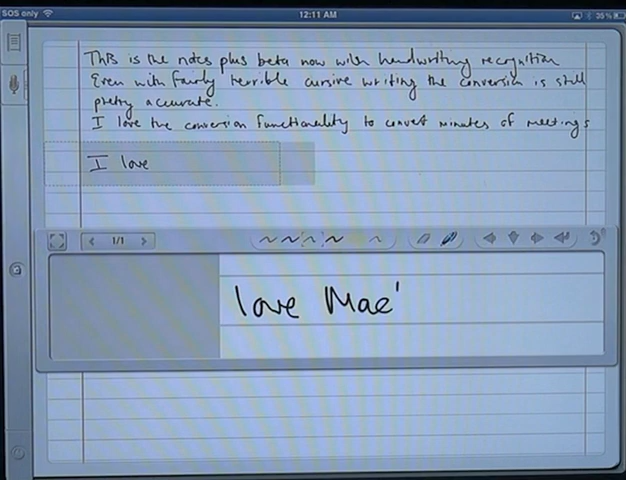 SOS only
12:11 AM
35%
This is the notes plus beta now with handwriting recognition
Even with fairly terrible cursive writing the conversion is still
pretty accurate.
I love the conversion functionality to convert minutes of meetings
I love
1/1
love Mae'